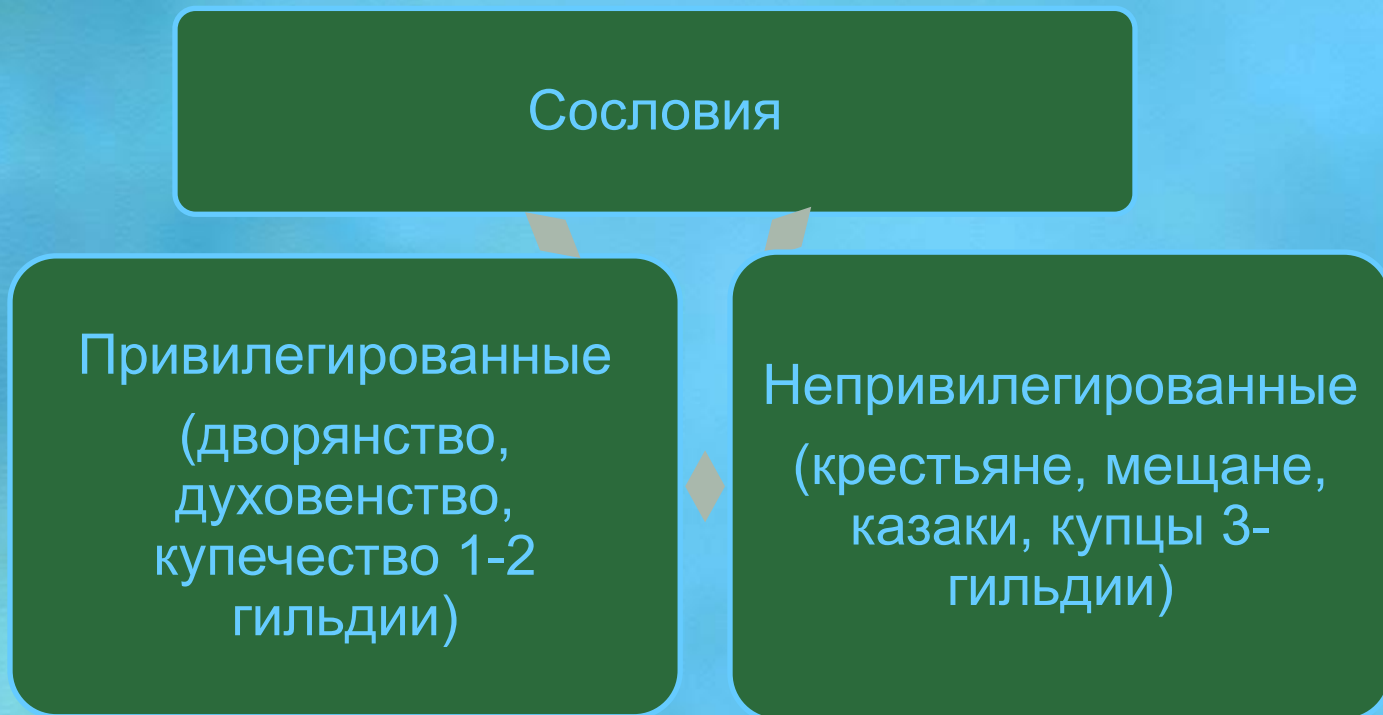 Сословия
Привилегированные
(дворянство,
духовенство,
купечество 1-2
гильдии)
Непривилегированные
(крестьяне, мещане,
казаки, купцы 3-
гильдии)